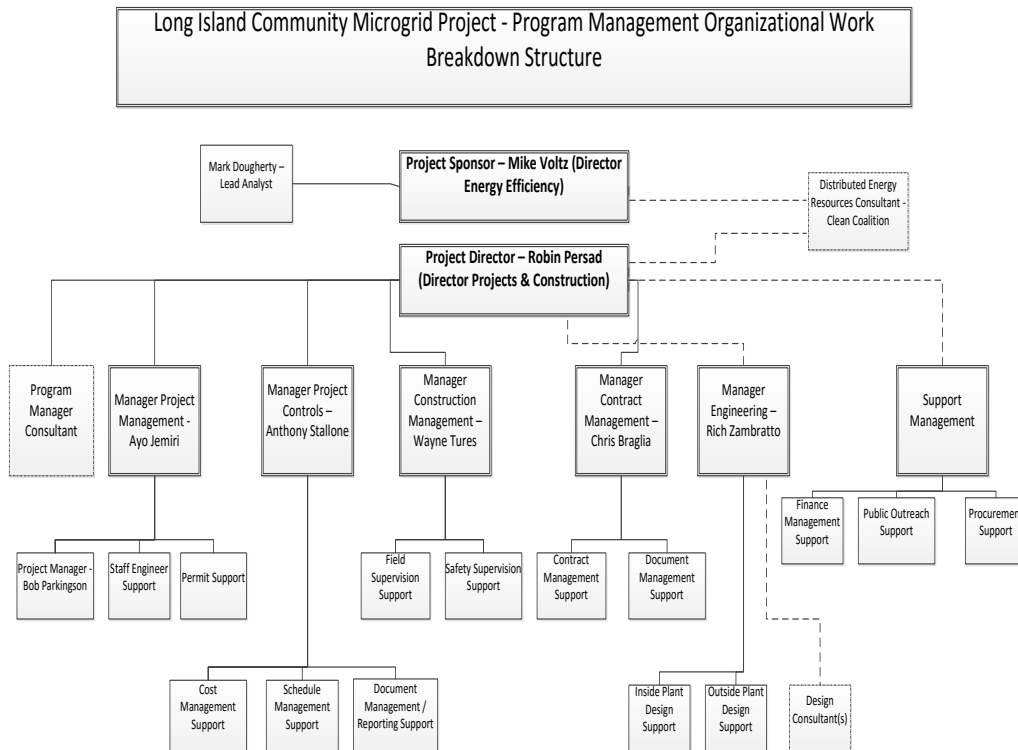 Long Island Community Microgrid Project - Program Management Organizational Work
Breakdown Structure
Mark Dougherty –
Lead Analyst
Project Sponsor – Mike Voltz (Director
Energy Efficiency)
Distributed Energy
Resources Consultant -
Clean Coalition
Project Director – Robin Persad
(Director Projects & Construction)
Program
Manager
Consultant
Manager Project
Management -
Ayo Jemiri
Manager Project
Controls –
Anthony Stallone
Manager
Construction
Management –
Wayne Tures
Manager
Contract
Management –
Chris Braglia
Manager
Engineering –
Rich Zambratto
Support
Management
Finance
Management
Support
Public Outreach
Support
Procuremen
Support
Project Manager -
Bob Parkingson
Staff Engineer
Support
Permit Support
Field
Supervision
Support
Safety Supervision
Support
Contract
Management
Support
Document
Management
Support
Cost
Management
Support
Schedule
Management
Support
Document
Management /
Reporting Support
Inside Plant
Design
Support
Outside Plant
Design
Support
Design
Consultant(s)